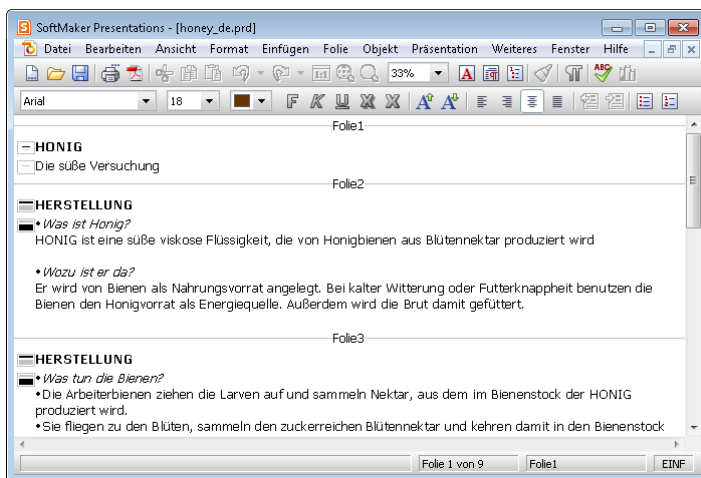 SoftMaker Presentations - [honey_de.prd]
Datei Bearbeiten Ansicht Format Einfügen Folie Objekt Präsentation Weiteres Fenster Hilfe
33%
Arial 18 F K U X X A A
Folie1
HONIG
Die süße Versuchung
Folie2
HERSTELLUNG
• Was ist Honig?
HONIG ist eine süße viskose Flüssigkeit, die von Honigbienen aus Blütennektar produziert wird
• Wozu ist er da?
Er wird von Bienen als Nahrungsvorrat angelegt. Bei kalter Witterung oder Futterknappheit benutzen die
Bienen den Honigvorrat als Energiequelle. Außerdem wird die Brut damit gefüttert.
Folie3
HERSTELLUNG
• Was tun die Bienen?
• Die Arbeiterbienen ziehen die Larven auf und sammeln Nektar, aus dem im Bienenstock der HONIG
produziert wird.
• Sie fliegen zu den Blüten, sammeln den zuckerreichen Blütennektar und kehren damit in den Bienenstock
Folie 1 von 9 Folie1 EINF